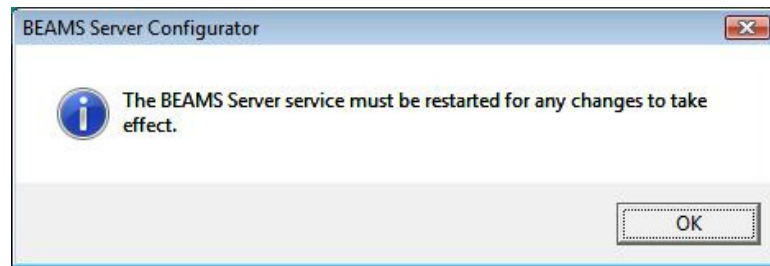 BEAMS Server Configurator
The BEAMS Server service must be restarted for any changes to take
effect.
OK